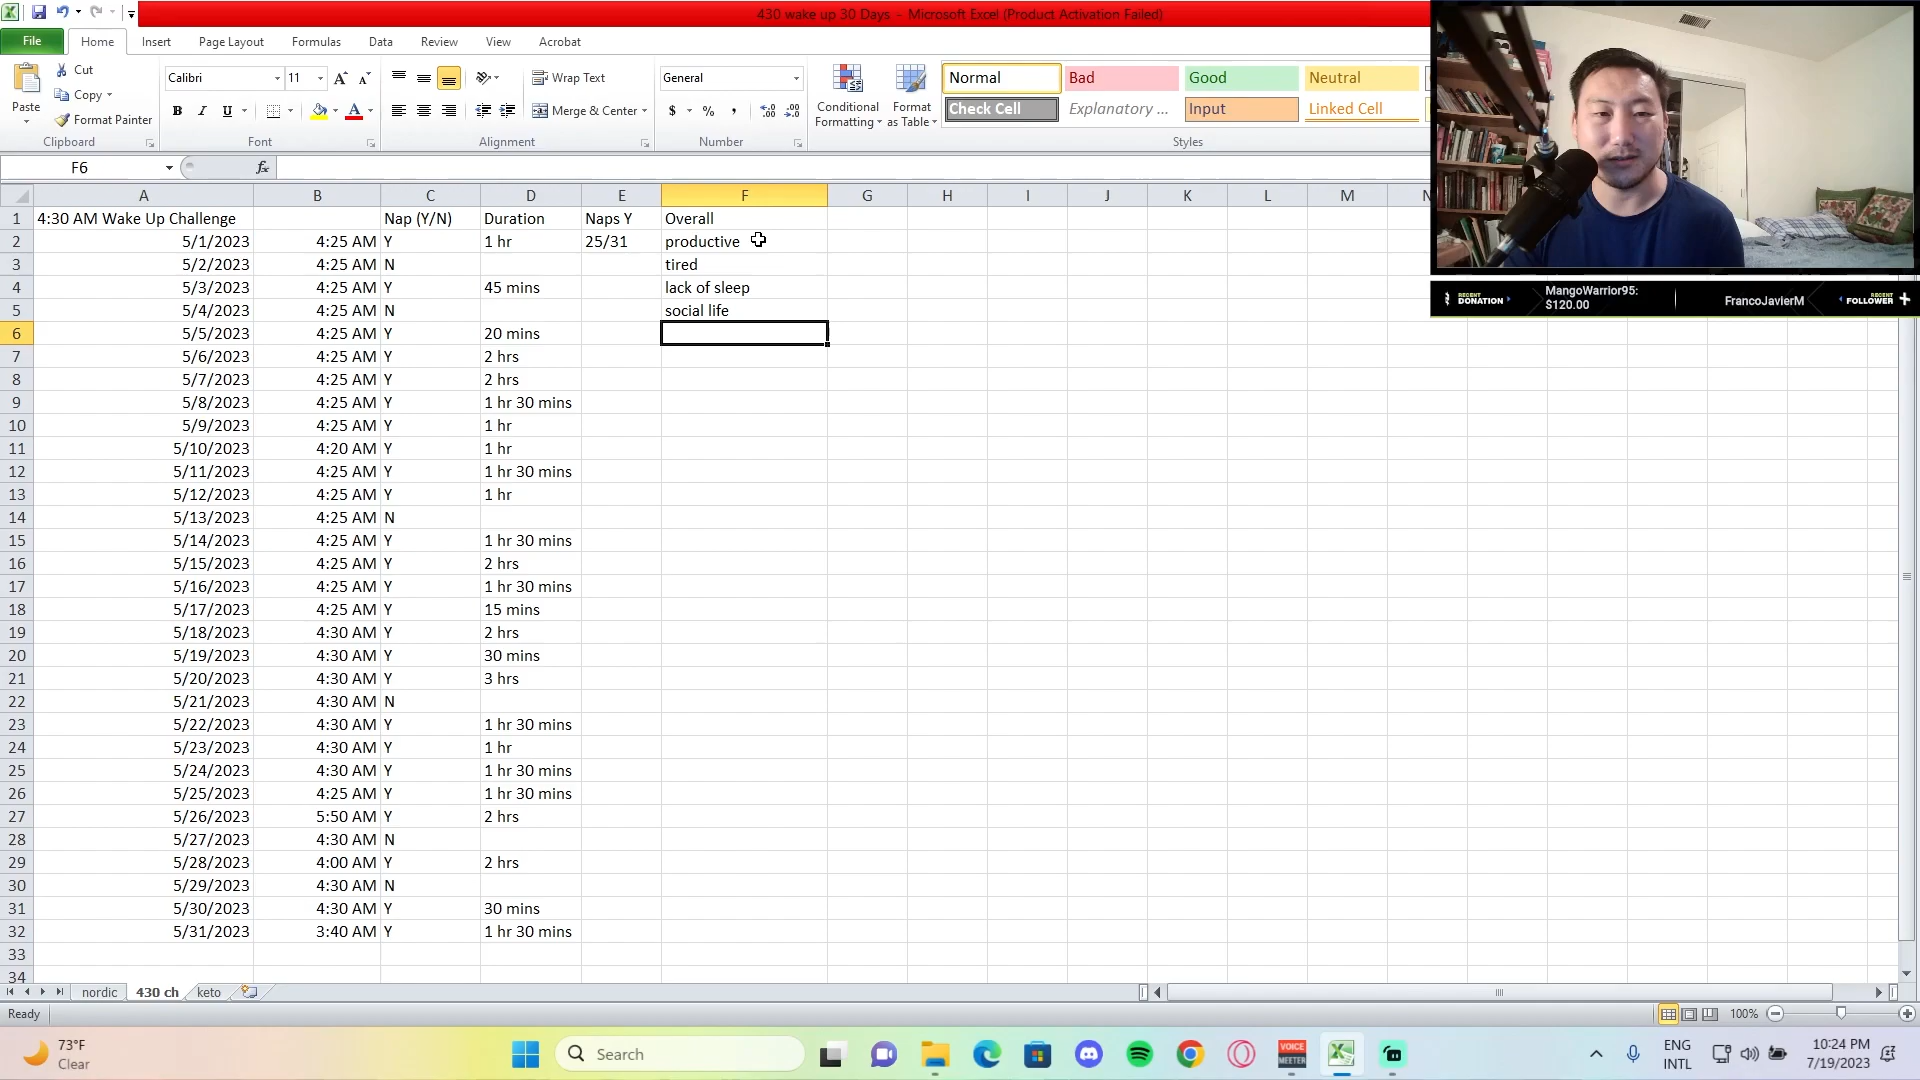 430 wake up 30 Days - Microsoft Excel (Product Activation Failed)
File Home Insert Page Layout Formulas Data Review View Acrobat
Paste
Cut
Copy
Format Painter
Clipboard
Calibri 11
B I U
Font
Wrap Text
Merge & Center
Alignment
General
$ % ,
Number
Conditional Formatting
Format as Table
Normal Bad Good Neutral
Check Cell Explanatory ... Input Linked Cell
Styles
F6 fx
A B C D E F G H I J K L M N
1 4:30 AM Wake Up Challenge Nap (Y/N) Duration Naps Y Overall
2 5/1/2023 4:25 AM Y 1 hr 25/31 productive
3 5/2/2023 4:25 AM N tired
4 5/3/2023 4:25 AM Y 45 mins lack of sleep
5 5/4/2023 4:25 AM N social life
6 5/5/2023 4:25 AM Y 20 mins
7 5/6/2023 4:25 AM Y 2 hrs
8 5/7/2023 4:25 AM Y 2 hrs
9 5/8/2023 4:25 AM Y 1 hr 30 mins
10 5/9/2023 4:25 AM Y 1 hr
11 5/10/2023 4:20 AM Y 1 hr
12 5/11/2023 4:25 AM Y 1 hr 30 mins
13 5/12/2023 4:25 AM Y 1 hr
14 5/13/2023 4:25 AM N
15 5/14/2023 4:25 AM Y 1 hr 30 mins
16 5/15/2023 4:25 AM Y 2 hrs
17 5/16/2023 4:25 AM Y 1 hr 30 mins
18 5/17/2023 4:25 AM Y 15 mins
19 5/18/2023 4:30 AM Y 2 hrs
20 5/19/2023 4:30 AM Y 30 mins
21 5/20/2023 4:30 AM Y 3 hrs
22 5/21/2023 4:30 AM N
23 5/22/2023 4:30 AM Y 1 hr 30 mins
24 5/23/2023 4:30 AM Y 1 hr
25 5/24/2023 4:30 AM Y 1 hr 30 mins
26 5/25/2023 4:25 AM Y 1 hr 30 mins
27 5/26/2023 5:50 AM Y 2 hrs
28 5/27/2023 4:30 AM N
29 5/28/2023 4:00 AM Y 2 hrs
30 5/29/2023 4:30 AM N
31 5/30/2023 4:30 AM Y 30 mins
32 5/31/2023 3:40 AM Y 1 hr 30 mins
33
34
RECENT DONATION
MangoWarrior95: $120.00
FrancoJavierM
RECENT FOLLOWER
nordic 430 ch keto
Ready
100%
73°F
Clear
Search
VOICE MEETER
ENG
INTL
10:24 PM
7/19/2023